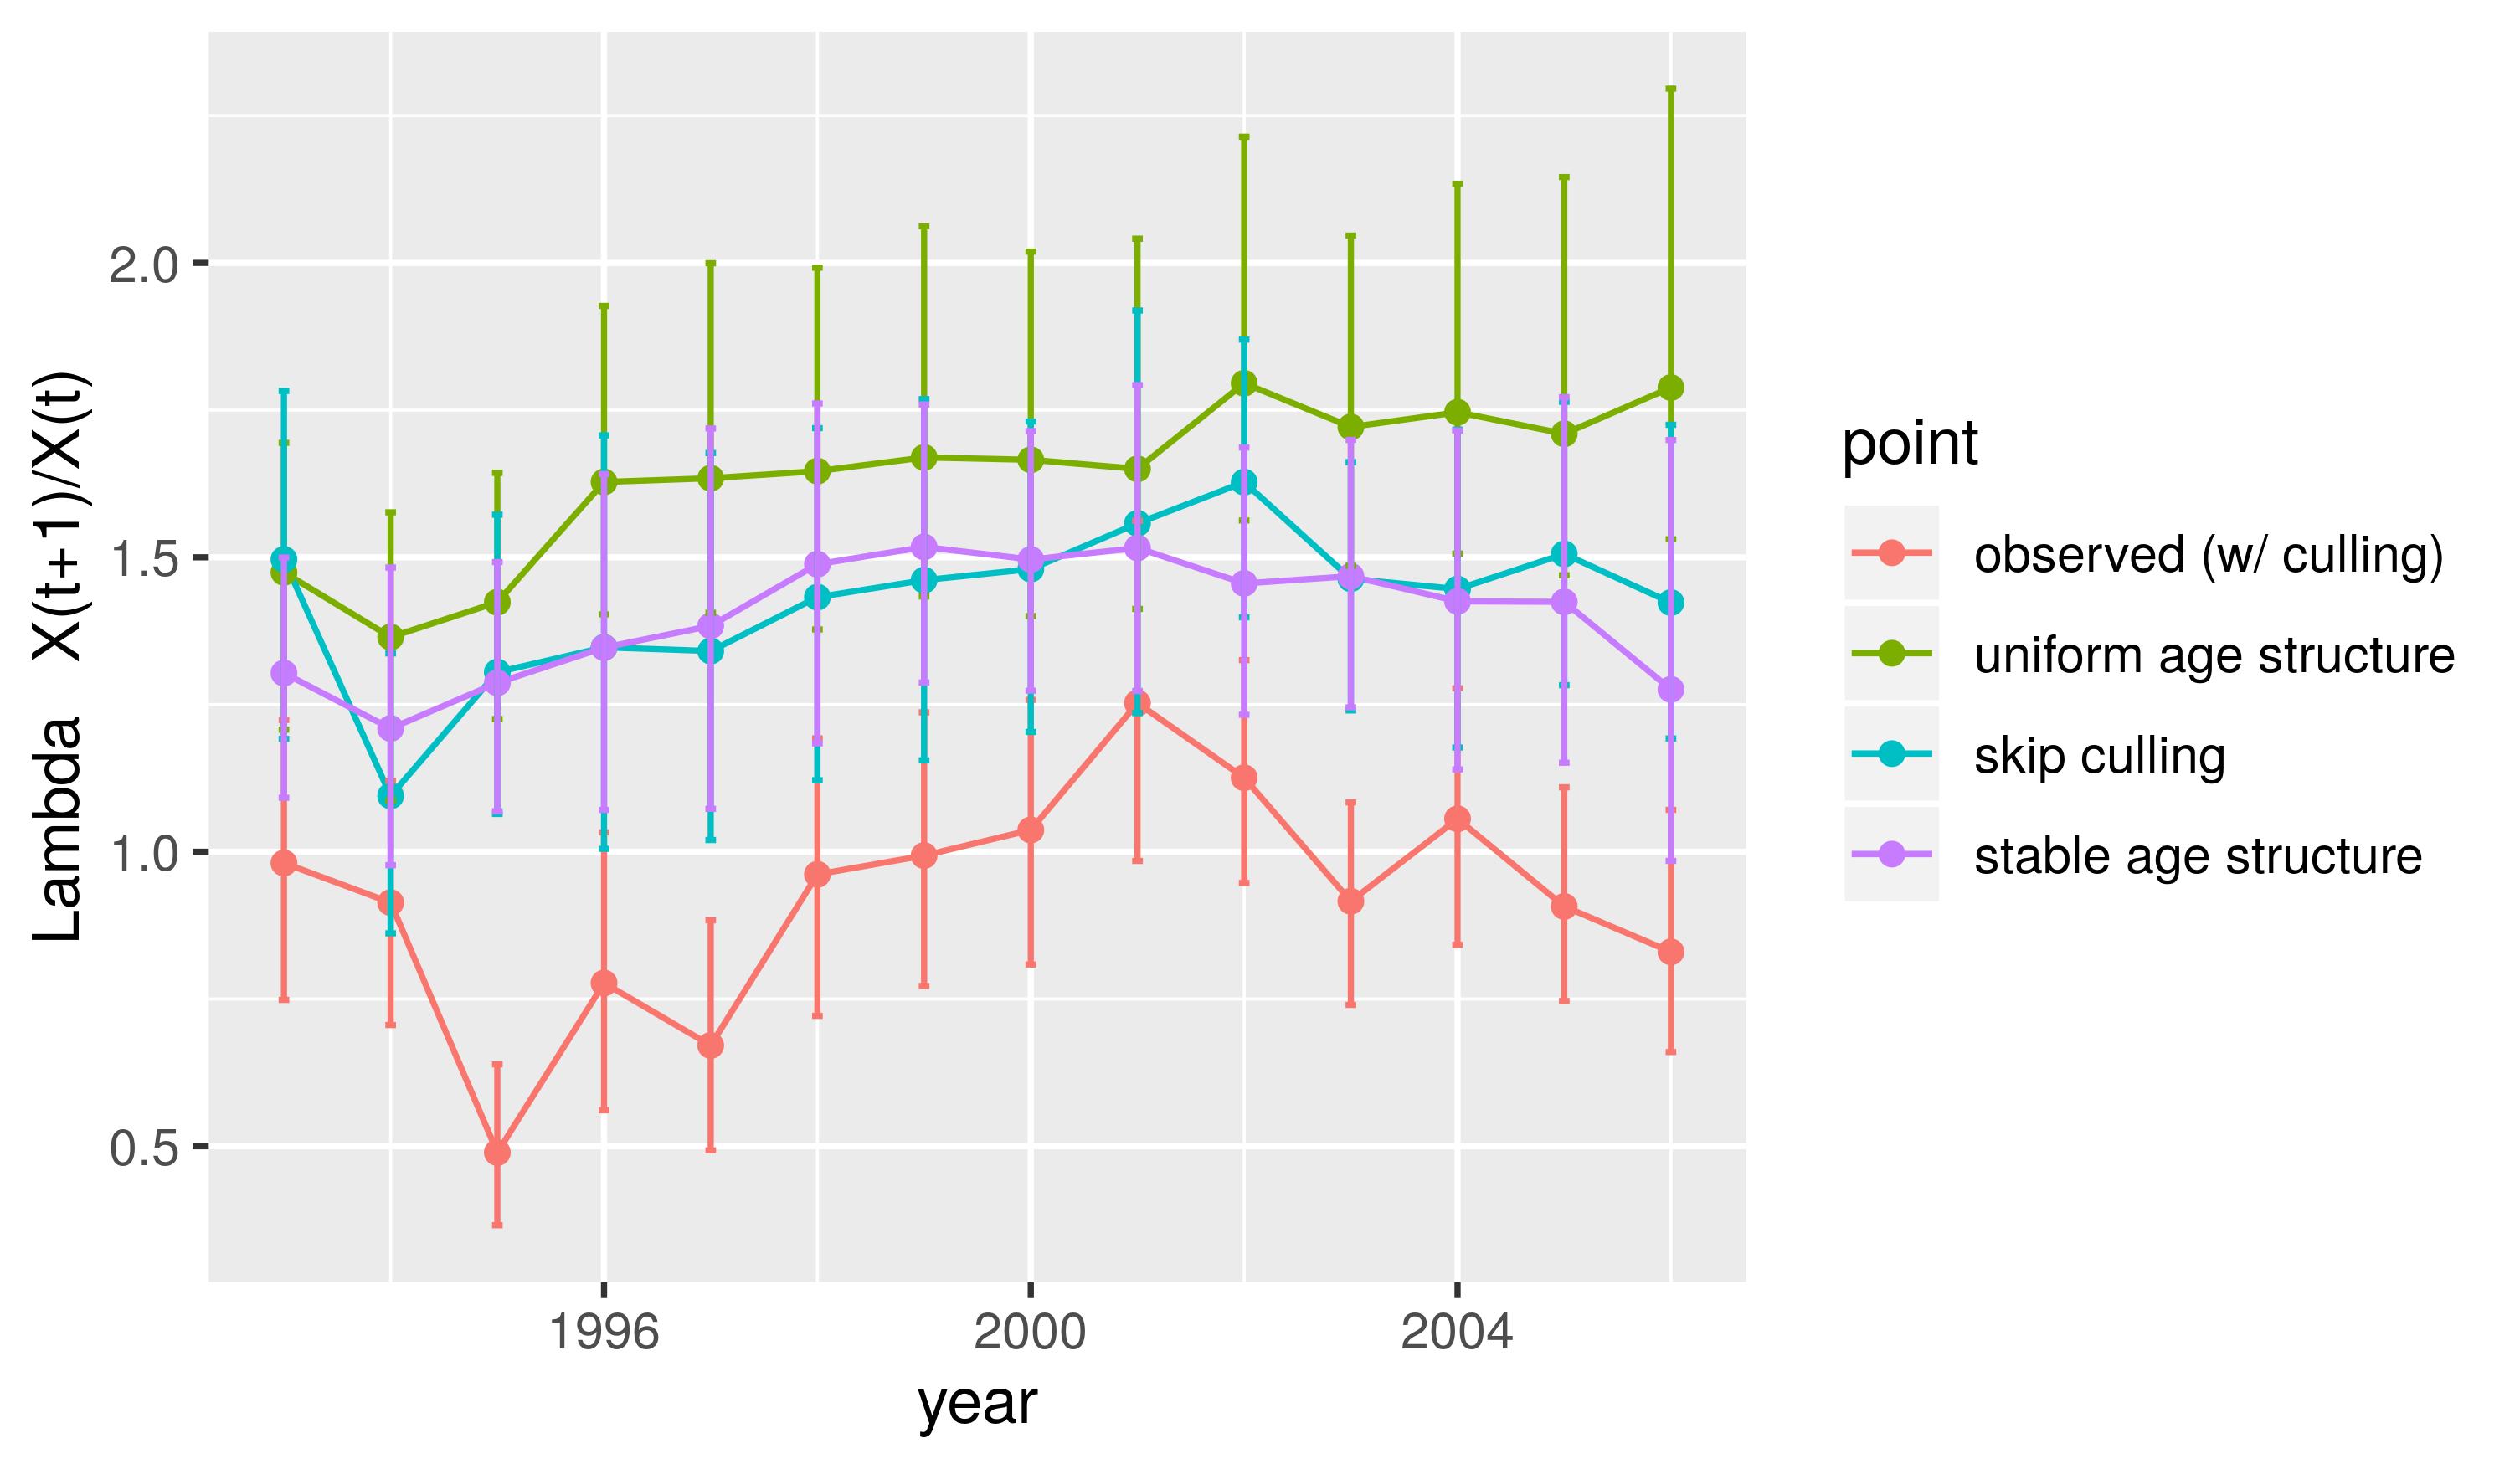 Lambda X(t+1)/X(t)
2.0
1.5
1.0
0.5
1996 2000 2004
year
point
observed (w/ culling)
uniform age structure
skip culling
stable age structure